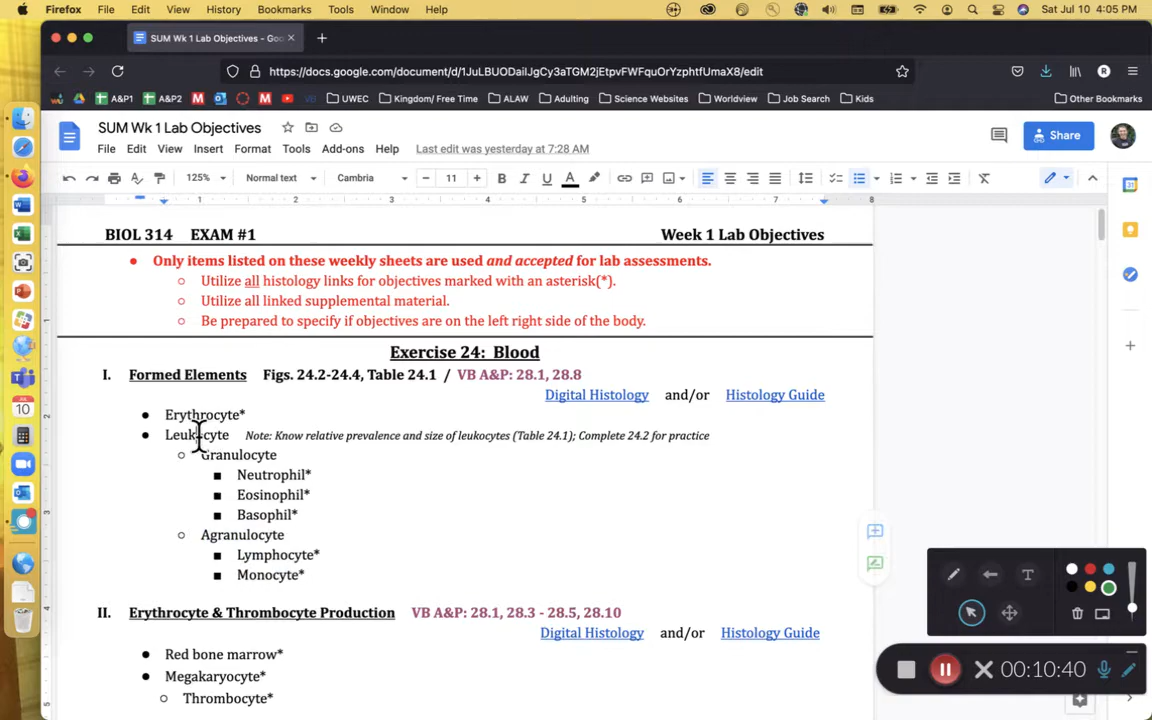 Firefox File Edit View History Bookmarks Tools Window Help Sat Jul 10 4:05 PM
SUM Wk 1 Lab Objectives - Goo
https://docs.google.com/document/d/1JuLBUODailJgCy3aTGM2jEtpvFWFquOrYzphtfUmaX8/edit
A&P1 A&P2 UWEC Kingdom/ Free Time ALAW Adulting Science Websites Worldview Job Search Kids Other Bookmarks
SUM Wk 1 Lab Objectives
Share
File Edit View Insert Format Tools Add-ons Help Last edit was yesterday at 7:28 AM
125% Normal text Cambria 11 B I U A
1 2 3 4 5 6 7 8
BIOL 314 EXAM #1 Week 1 Lab Objectives
● Only items listed on these weekly sheets are used and accepted for lab assessments.
○ Utilize all histology links for objectives marked with an asterisk(*).
○ Utilize all linked supplemental material.
○ Be prepared to specify if objectives are on the left right side of the body.
Exercise 24: Blood
I. Formed Elements Figs. 24.2-24.4, Table 24.1 / VB A&P: 28.1, 28.8
Digital Histology and/or Histology Guide
● Erythrocyte*
● Leukocyte Note: Know relative prevalence and size of leukocytes (Table 24.1); Complete 24.2 for practice
○ Granulocyte
■ Neutrophil*
■ Eosinophil*
■ Basophil*
○ Agranulocyte
■ Lymphocyte*
■ Monocyte*
II. Erythrocyte & Thrombocyte Production VB A&P: 28.1, 28.3 - 28.5, 28.10
Digital Histology and/or Histology Guide
● Red bone marrow*
● Megakaryocyte*
○ Thrombocyte*
00:10:40